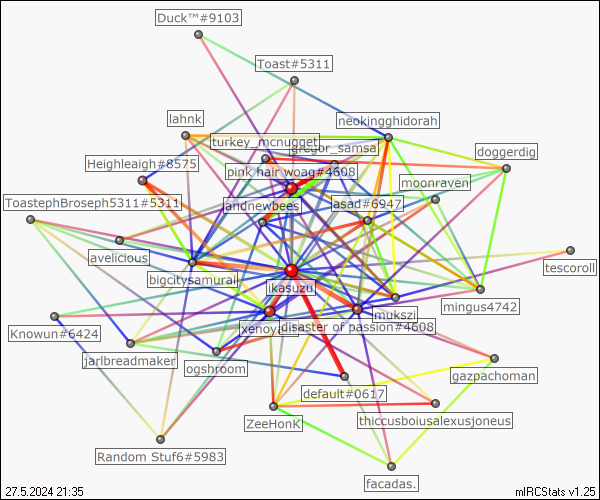 Duck™#9103
Toast#5311
lahnk
neokingghidorah
turkey_mcnugget
gregor_samsa
doggerdig
Heighleaigh#8575
pink hair woag#4608
moonraven
ToastephBroseph5311#5311
landnewbees
asad#6947
avelicious
bigcitysamurai
tescoroll
ikasuzu
mingus4742
Knowun#6424
disaster of passion#4608
mukszi
jarlbreadmaker
ogshroom
gazpachoman
default#0617
ZeeHonK
thiccusboiusalexusjoneus
Random Stuf6#5983
facadas.
27.5.2024 21:35
mIRCStats v1.25